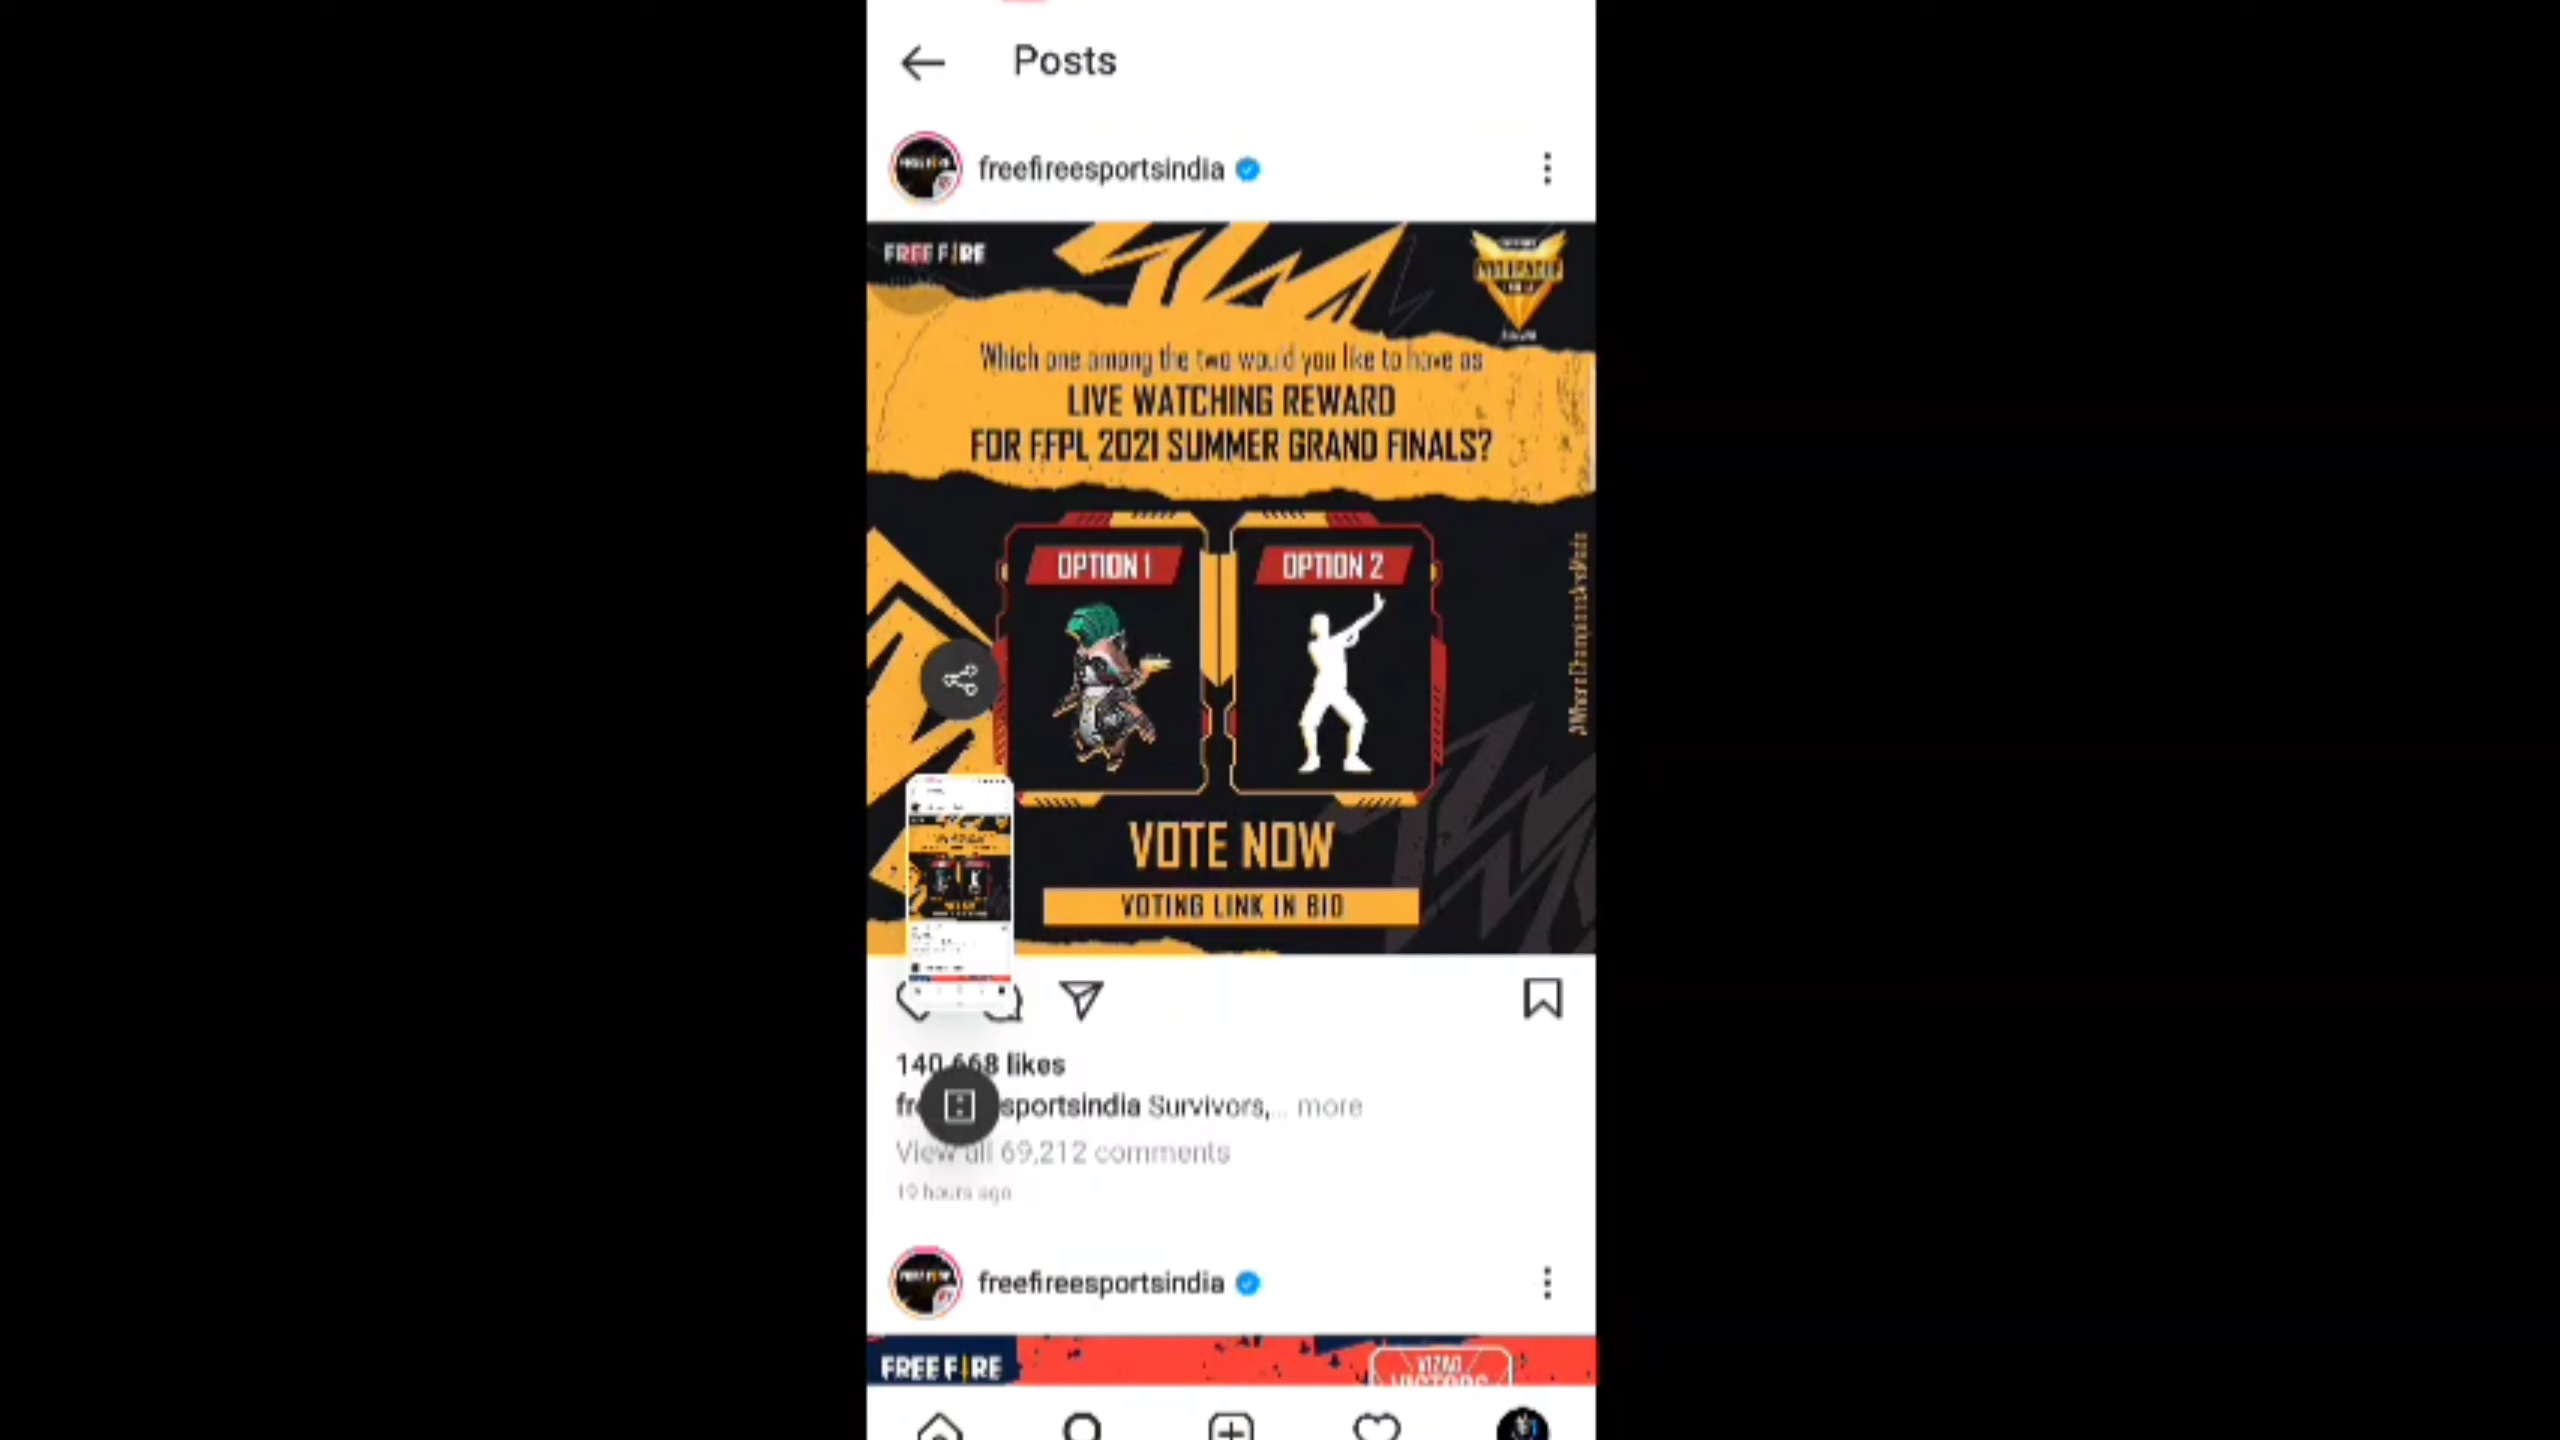 Posts
freefireesportsindia
FREE FIRE
Which one among the two would you like to have as
LIVE WATCHING REWARD
FOR FFPL 2021 SUMMER GRAND FINALS?
OPTION 1
OPTION 2
VOTE NOW
VOTING LINK IN BIO
140,668 likes
sportsindia Survivors,... more
View all 69,212 comments
19 hours ago
freefireesportsindia
FREE FIRE